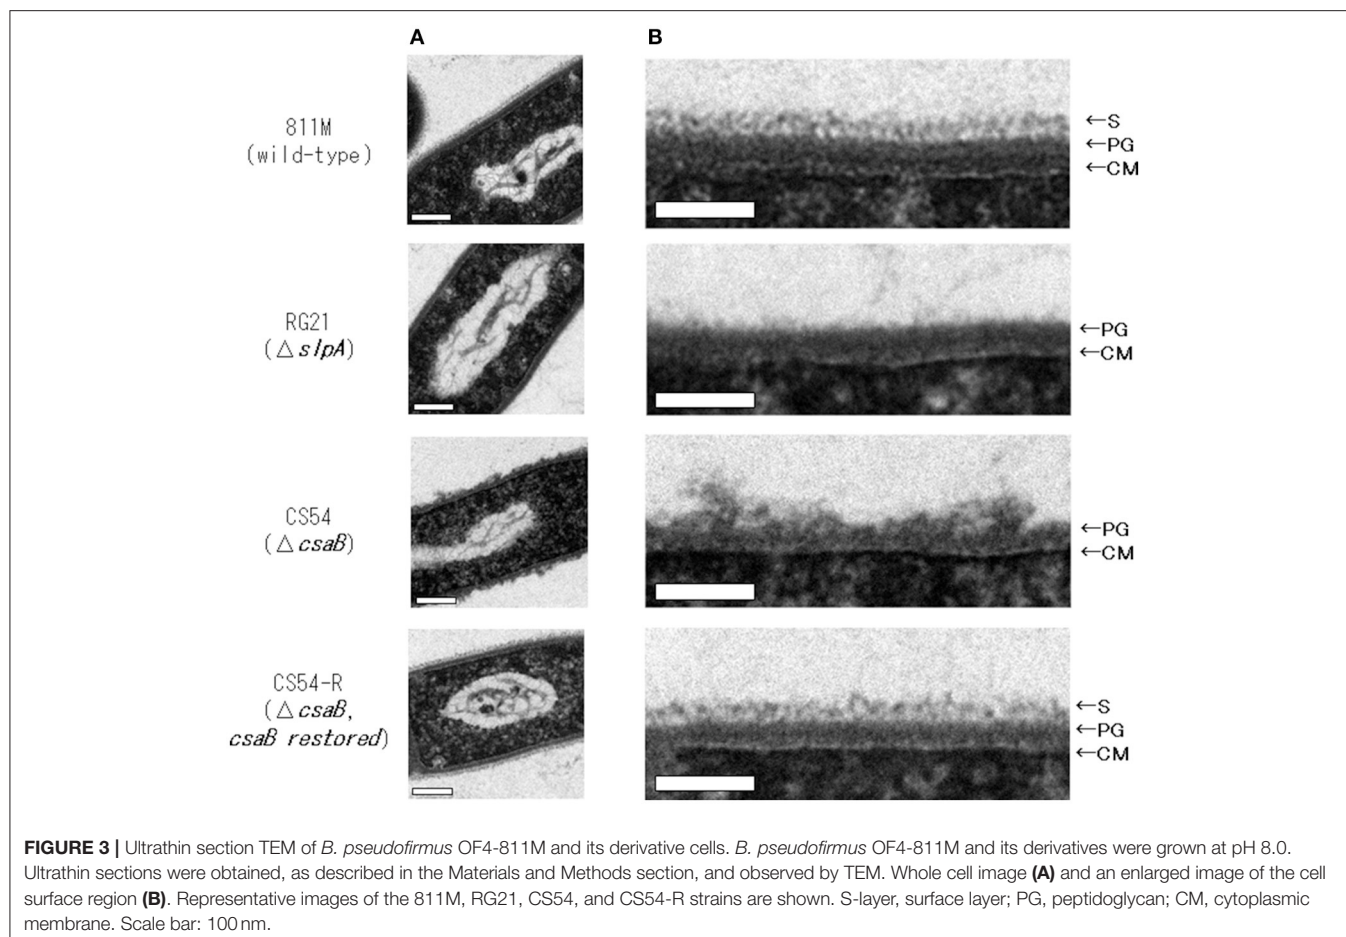 A
B
811M
(wild-type)
←S
←PG
←CM
RG21
(△slpA)
←PG
←CM
CS54
(△csaB)
←PG
←CM
CS54-R
(△csaB,
csaB restored)
←S
←PG
←CM
FIGURE 3 | Ultrathin section TEM of B. pseudofirmus OF4-811M and its derivative cells. B. pseudofirmus OF4-811M and its derivatives were grown at pH 8.0.
Ultrathin sections were obtained, as described in the Materials and Methods section, and observed by TEM. Whole cell image (A) and an enlarged image of the cell
surface region (B). Representative images of the 811M, RG21, CS54, and CS54-R strains are shown. S-layer, surface layer; PG, peptidoglycan; CM, cytoplasmic
membrane. Scale bar: 100 nm.